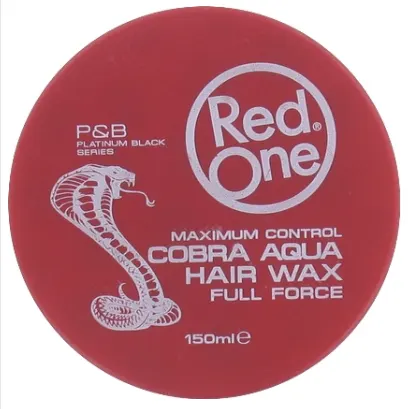 P&B
PLATINUM BLACK
SERIES
Red®
One
MAXIMUM CONTROL
COBRA AQUA
HAIR WAX
FULL FORCE
150ml℮